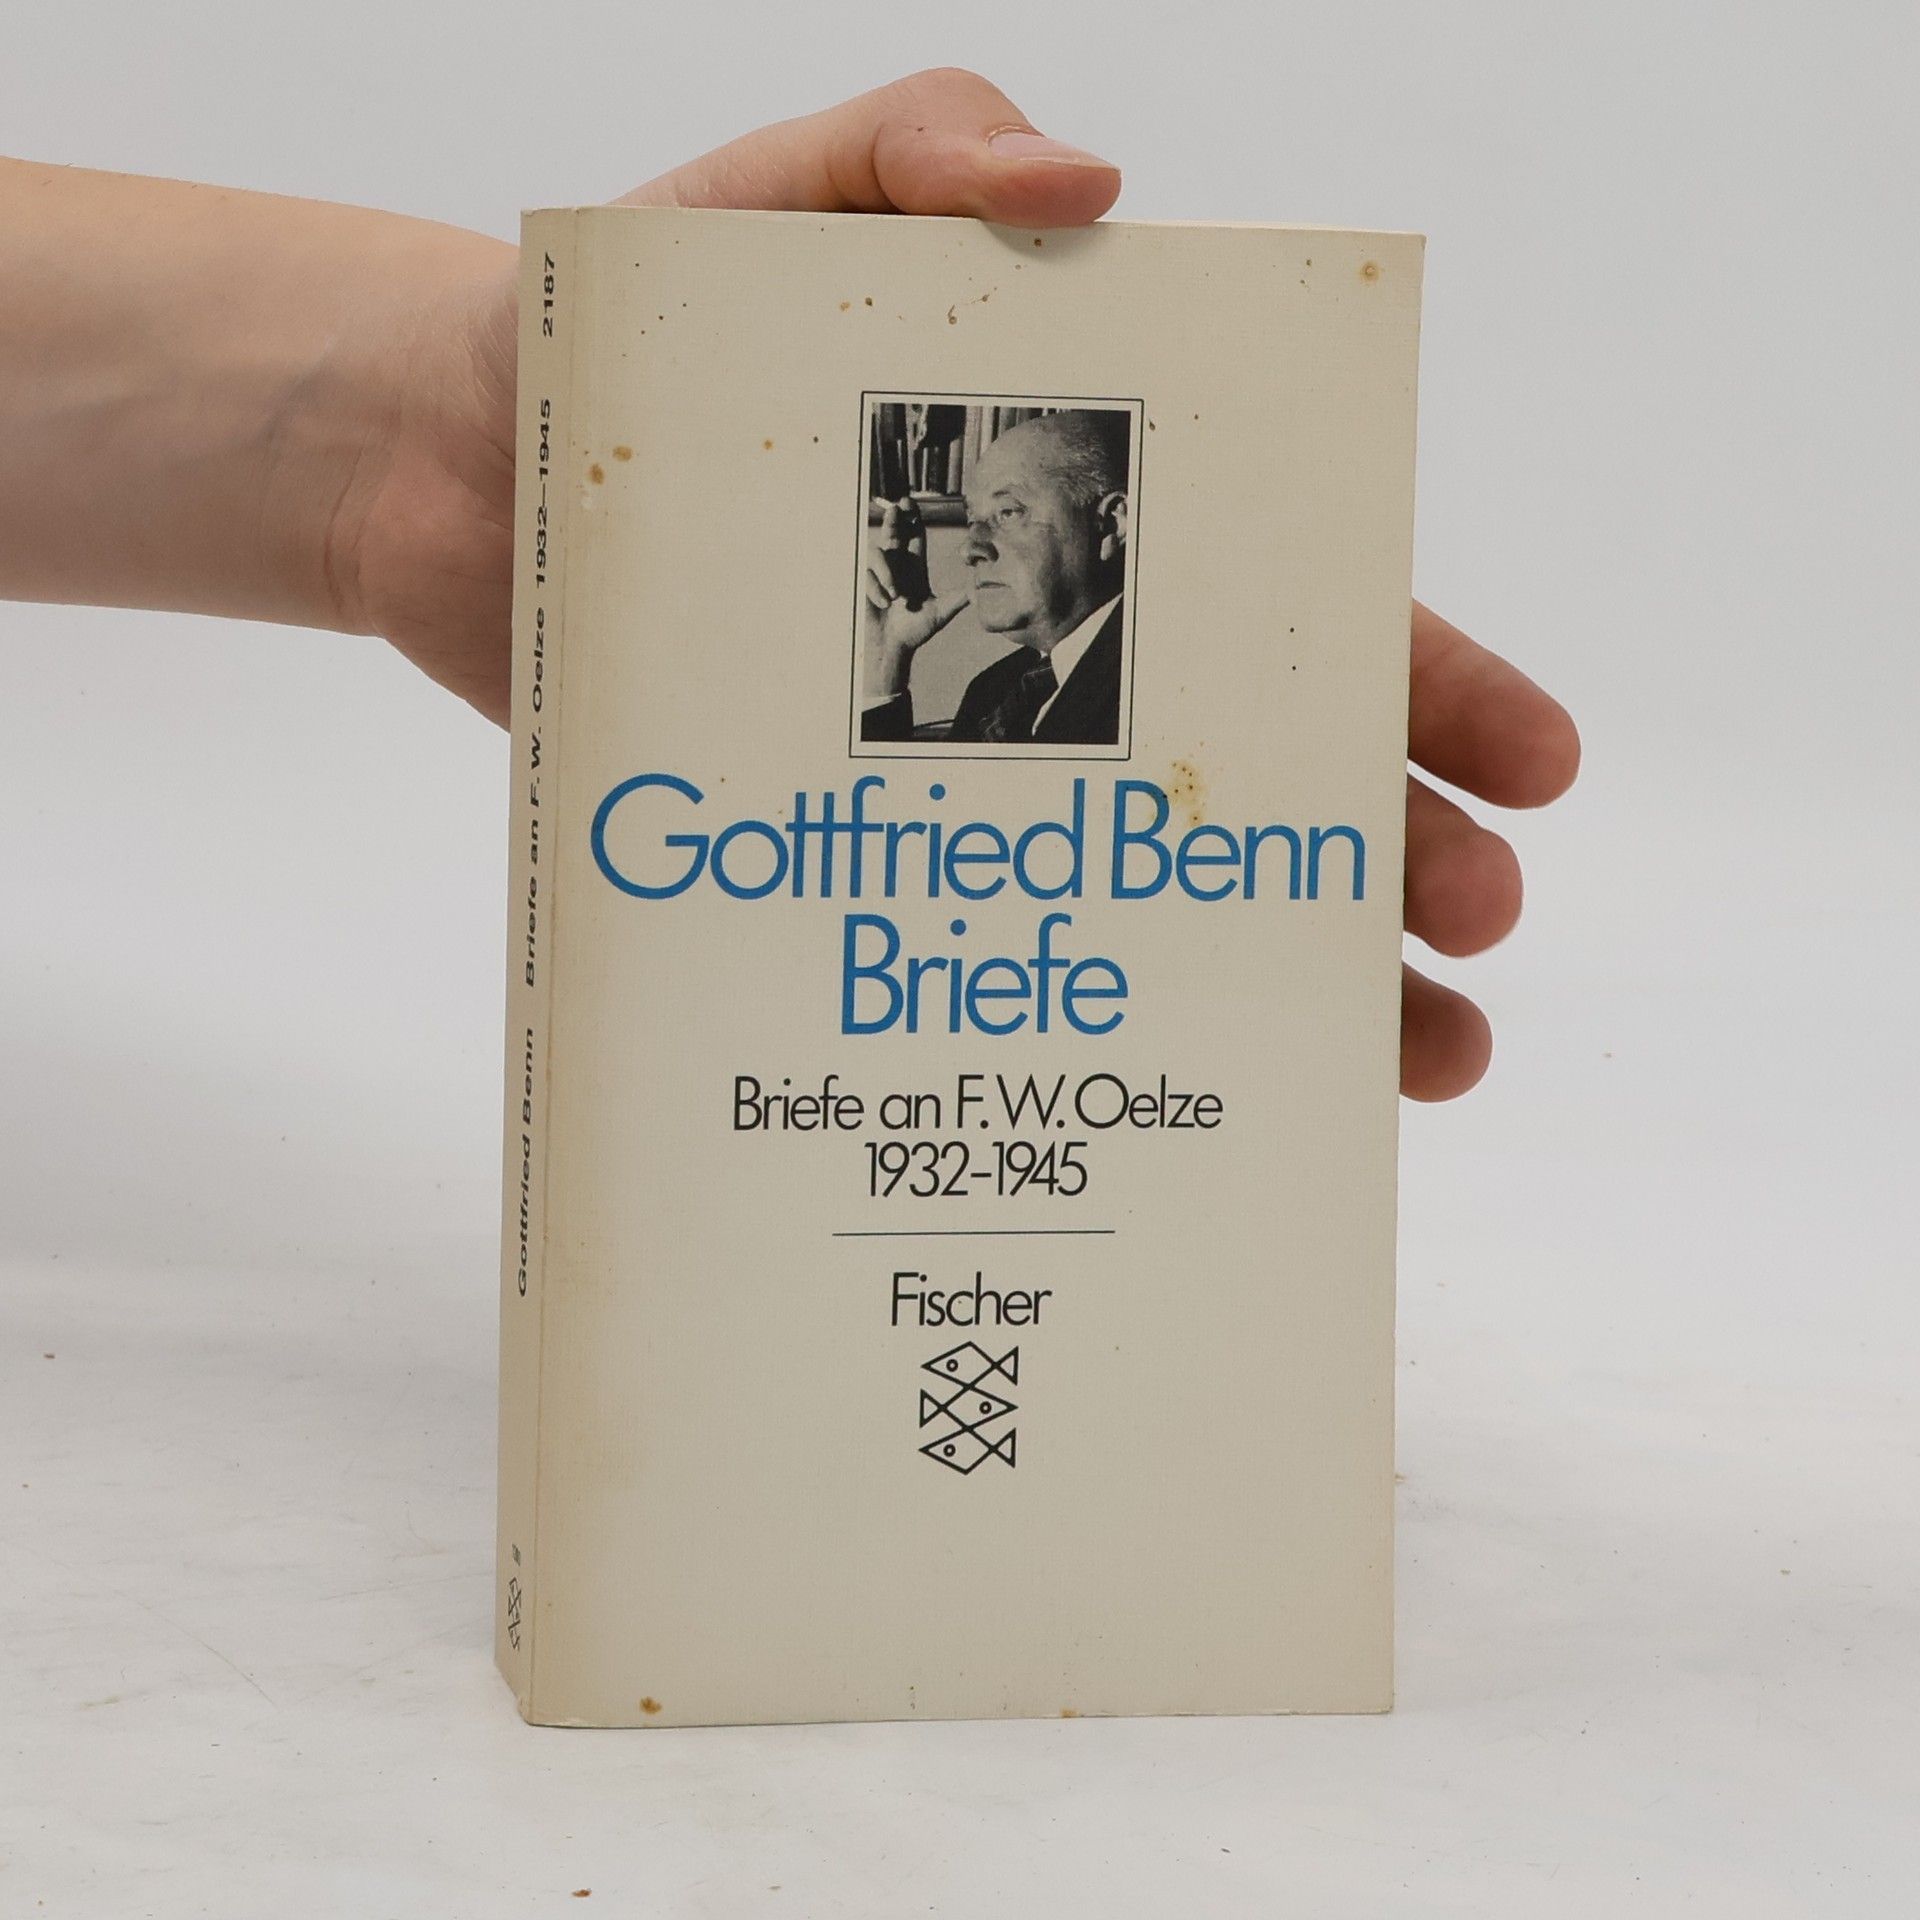 Gottfried Benn
Briefe
Briefe an F. W. Oelze
1932–1945
Fischer
Gottfried Benn Briefe an F. W. Oelze 1932–1945 2187